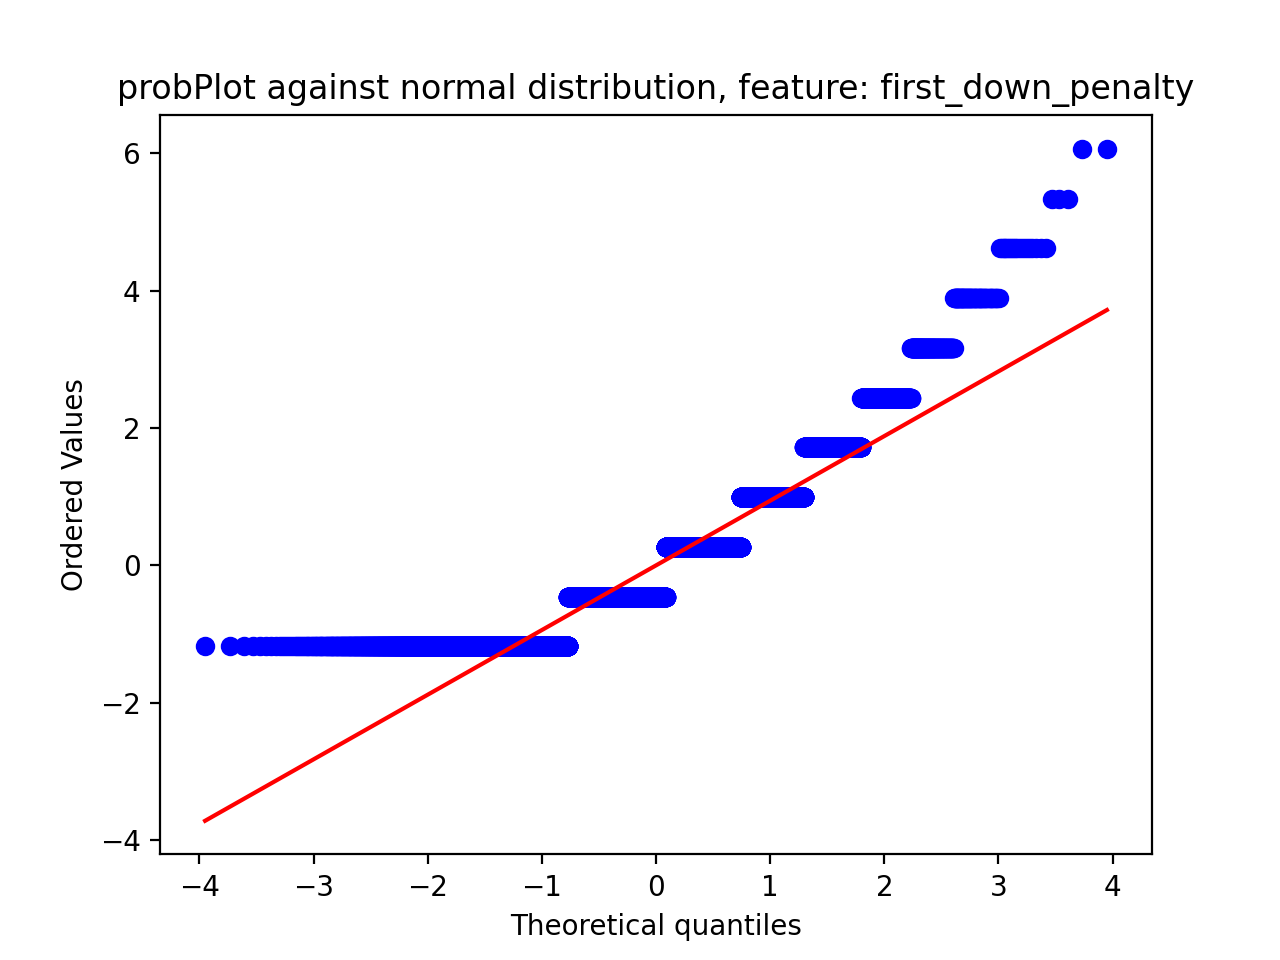 probPlot against normal distribution, feature: first_down_penalty
6
4
2
0
−2
−4
Ordered Values
−4 −3 −2 −1 0 1 2 3 4
Theoretical quantiles